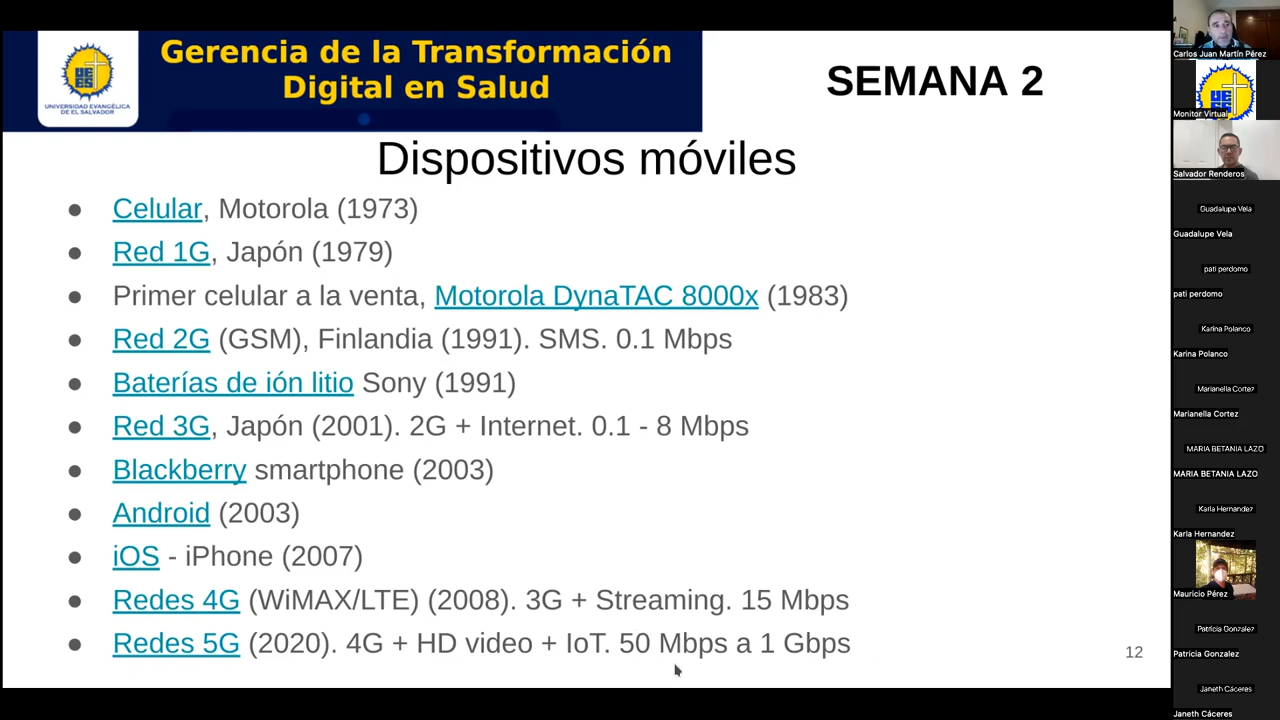 Gerencia de la Transformación
Digital en Salud
UNIVERSIDAD EVANGÉLICA
DE EL SALVADOR
SEMANA 2
Dispositivos móviles
● Celular, Motorola (1973)
● Red 1G, Japón (1979)
● Primer celular a la venta, Motorola DynaTAC 8000x (1983)
● Red 2G (GSM), Finlandia (1991). SMS. 0.1 Mbps
● Baterías de ión litio Sony (1991)
● Red 3G, Japón (2001). 2G + Internet. 0.1 - 8 Mbps
● Blackberry smartphone (2003)
● Android (2003)
● iOS - iPhone (2007)
● Redes 4G (WiMAX/LTE) (2008). 3G + Streaming. 15 Mbps
● Redes 5G (2020). 4G + HD video + IoT. 50 Mbps a 1 Gbps
12
Carlos Juan Martín Pérez
Monitor Virtual
Salvador Renderos
Guadalupe Vela
Guadalupe Vela
pati perdomo
pati perdomo
Karina Polanco
Karina Polanco
Marianella Cortez
Marianella Cortez
MARIA BETANIA LAZO
MARIA BETANIA LAZO
Karla Hernandez
Karla Hernandez
Mauricio Pérez
Patricia Gonzalez
Patricia Gonzalez
Janeth Cáceres
Janeth Cáceres